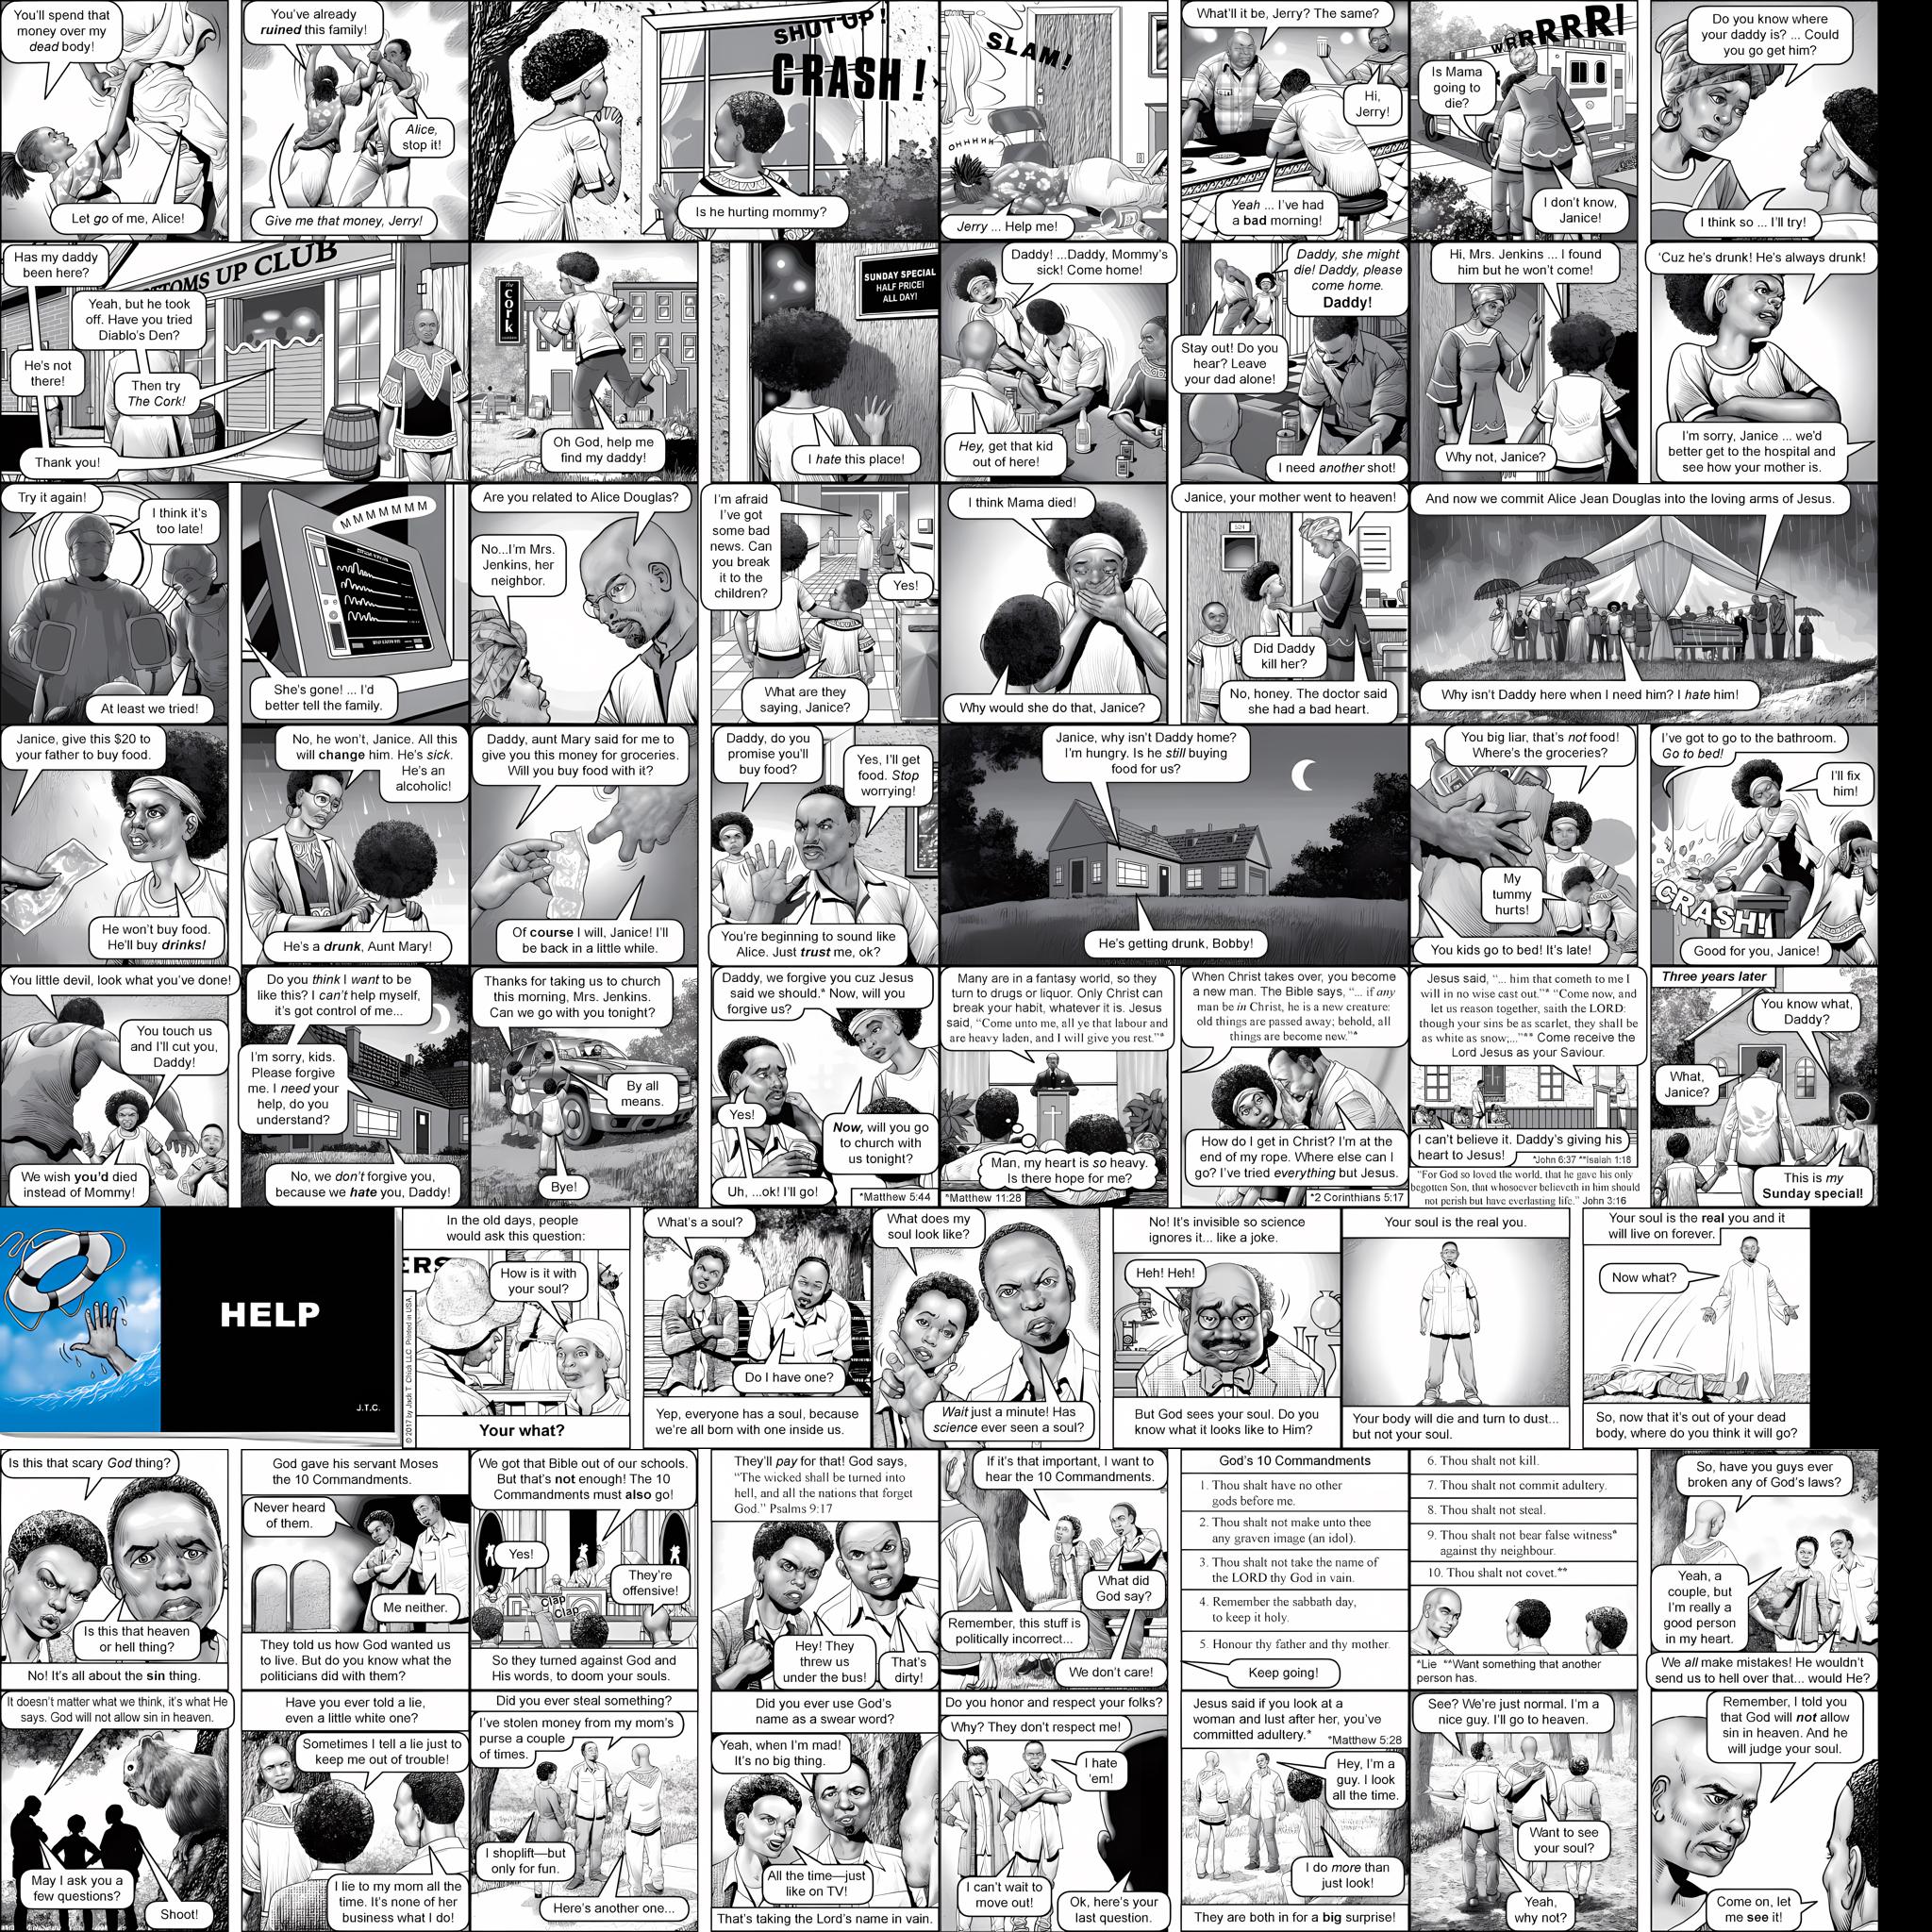 You'll spend that
money over my
dead body!
Let go of me, Alice!
You've already
ruined this family!
Alice,
stop it!
Give me that money, Jerry!
SHUT UP!
CRASH!
Is he hurting mommy?
SLAM!
OHHHHH
Jerry ... Help me!
What'll it be, Jerry? The same?
Hi,
Jerry!
Yeah ... I've had
a bad morning!
WRRRRRR!
Is Mama
going to
die?
I don't know,
Janice!
Do you know where
your daddy is? ... Could
you go get him?
I think so ... I'll try!
Has my daddy
been here?
TTOMS UP CLUB
Yeah, but he took
off. Have you tried
Diablo's Den?
He's not
there!
Then try
The Cork!
Thank you!
the
cork
Oh God, help me
find my daddy!
SUNDAY SPECIAL
HALF PRICE!
ALL DAY!
I hate this place!
Daddy! ...Daddy, Mommy's
sick! Come home!
Hey, get that kid
out of here!
Daddy, she might
die! Daddy, please
come home.
Daddy!
Stay out! Do you
hear? Leave
your dad alone!
I need another shot!
Hi, Mrs. Jenkins ... I found
him but he won't come!
Why not, Janice?
'Cuz he's drunk! He's always drunk!
I'm sorry, Janice ... we'd
better get to the hospital and
see how your mother is.
Try it again!
I think it's
too late!
At least we tried!
MMMMMMM
She's gone! ... I'd
better tell the family.
Are you related to Alice Douglas?
No...I'm Mrs.
Jenkins, her
neighbor.
I'm afraid
I've got
some bad
news. Can
you break
it to the
children?
Yes!
What are they
saying, Janice?
I think Mama died!
Why would she do that, Janice?
Janice, your mother went to heaven!
Did Daddy
kill her?
No, honey. The doctor said
she had a bad heart.
And now we commit Alice Jean Douglas into the loving arms of Jesus.
Why isn't Daddy here when I need him? I hate him!
Janice, give this $20 to
your father to buy food.
He won't buy food.
He'll buy drinks!
No, he won't, Janice. All this
will change him. He's sick.
He's an
alcoholic!
He's a drunk, Aunt Mary!
Daddy, aunt Mary said for me to
give you this money for groceries.
Will you buy food with it?
Of course I will, Janice! I'll
be back in a little while.
Daddy, do you
promise you'll
buy food?
Yes, I'll get
food. Stop
worrying!
You're beginning to sound like
Alice. Just trust me, ok?
Janice, why isn't Daddy home?
I'm hungry. Is he still buying
food for us?
He's getting drunk, Bobby!
You big liar, that's not food!
Where's the groceries?
My
tummy
hurts!
You kids go to bed! It's late!
I've got to go to the bathroom.
Go to bed!
I'll fix
him!
CRASH!
Good for you, Janice!
You little devil, look what you've done!
You touch us
and I'll cut you,
Daddy!
We wish you'd died
instead of Mommy!
Do you think I want to be
like this? I can't help myself,
it's got control of me...
I'm sorry, kids.
Please forgive
me. I need your
help, do you
understand?
No, we don't forgive you,
because we hate you, Daddy!
Thanks for taking us to church
this morning, Mrs. Jenkins.
Can we go with you tonight?
By all
means.
Bye!
Daddy, we forgive you cuz Jesus
said we should.* Now, will you
forgive us?
Yes!
Now, will you go
to church with
us tonight?
Uh, ...ok! I'll go!
*Matthew 5:44
Many are in a fantasy world, so they
turn to drugs or liquor. Only Christ can
break your habit, whatever it is. Jesus
said, "Come unto me, all ye that labour and
are heavy laden, and I will give you rest."*
Man, my heart is so heavy.
Is there hope for me?
*Matthew 11:28
When Christ takes over, you become
a new man. The Bible says, "... if any
man be in Christ, he is a new creature:
old things are passed away; behold, all
things are become new."*
How do I get in Christ? I'm at the
end of my rope. Where else can I
go? I've tried everything but Jesus.
*2 Corinthians 5:17
Jesus said, "... him that cometh to me I
will in no wise cast out."* "Come now, and
let us reason together, saith the LORD:
though your sins be as scarlet, they shall be
as white as snow;..."** Come receive the
Lord Jesus as your Saviour.
I can't believe it. Daddy's giving his
heart to Jesus!
*John 6:37 **Isaiah 1:18
"For God so loved the world, that he gave his only
begotten Son, that whosoever believeth in him should
not perish but have everlasting life." John 3:16
Three years later
You know what,
Daddy?
What,
Janice?
This is my
Sunday special!
HELP
J.T.C.
© 2017 by Jack T. Chick LLC Printed in USA
In the old days, people
would ask this question:
ERS
How is it with
your soul?
Your what?
What's a soul?
Do I have one?
Yep, everyone has a soul, because
we're all born with one inside us.
What does my
soul look like?
Wait just a minute! Has
science ever seen a soul?
No! It's invisible so science
ignores it... like a joke.
Heh! Heh!
But God sees your soul. Do you
know what it looks like to Him?
Your soul is the real you.
Your body will die and turn to dust...
but not your soul.
Your soul is the real you and it
will live on forever.
Now what?
So, now that it's out of your dead
body, where do you think it will go?
Is this that scary God thing?
Is this that heaven
or hell thing?
No! It's all about the sin thing.
God gave his servant Moses
the 10 Commandments.
Never heard
of them.
Me neither.
They told us how God wanted us
to live. But do you know what the
politicians did with them?
We got that Bible out of our schools.
But that's not enough! The 10
Commandments must also go!
Yes!
They're
offensive!
Clap
Clap
So they turned against God and
His words, to doom your souls.
They'll pay for that! God says,
"The wicked shall be turned into
hell, and all the nations that forget
God." Psalms 9:17
Hey! They
threw us
under the bus!
That's
dirty!
If it's that important, I want to
hear the 10 Commandments.
What did
God say?
Remember, this stuff is
politically incorrect...
We don't care!
God's 10 Commandments
1. Thou shalt have no other
gods before me.
2. Thou shalt not make unto thee
any graven image (an idol).
3. Thou shalt not take the name of
the LORD thy God in vain.
4. Remember the sabbath day,
to keep it holy.
5. Honour thy father and thy mother.
Keep going!
6. Thou shalt not kill.
7. Thou shalt not commit adultery.
8. Thou shalt not steal.
9. Thou shalt not bear false witness*
against thy neighbour.
10. Thou shalt not covet.**
*Lie **Want something that another
person has.
So, have you guys ever
broken any of God's laws?
Yeah, a
couple, but
I'm really a
good person
in my heart.
We all make mistakes! He wouldn't
send us to hell over that... would He?
It doesn't matter what we think, it's what He
says. God will not allow sin in heaven.
May I ask you a
few questions?
Shoot!
Have you ever told a lie,
even a little white one?
Sometimes I tell a lie just to
keep me out of trouble!
I lie to my mom all the
time. It's none of her
business what I do!
Did you ever steal something?
I've stolen money from my mom's
purse a couple
of times.
I shoplift—but
only for fun.
Here's another one...
Did you ever use God's
name as a swear word?
Yeah, when I'm mad!
It's no big thing.
All the time—just
like on TV!
That's taking the Lord's name in vain.
Do you honor and respect your folks?
Why? They don't respect me!
I hate
'em!
I can't wait to
move out!
Ok, here's your
last question.
Jesus said if you look at a
woman and lust after her, you've
committed adultery.*
*Matthew 5:28
Hey, I'm a
guy. I look
all the time.
I do more than
just look!
They are both in for a big surprise!
See? We're just normal. I'm a
nice guy. I'll go to heaven.
Want to see
your soul?
Yeah,
why not?
Remember, I told you
that God will not allow
sin in heaven. And he
will judge your soul.
Come on, let
me see it!